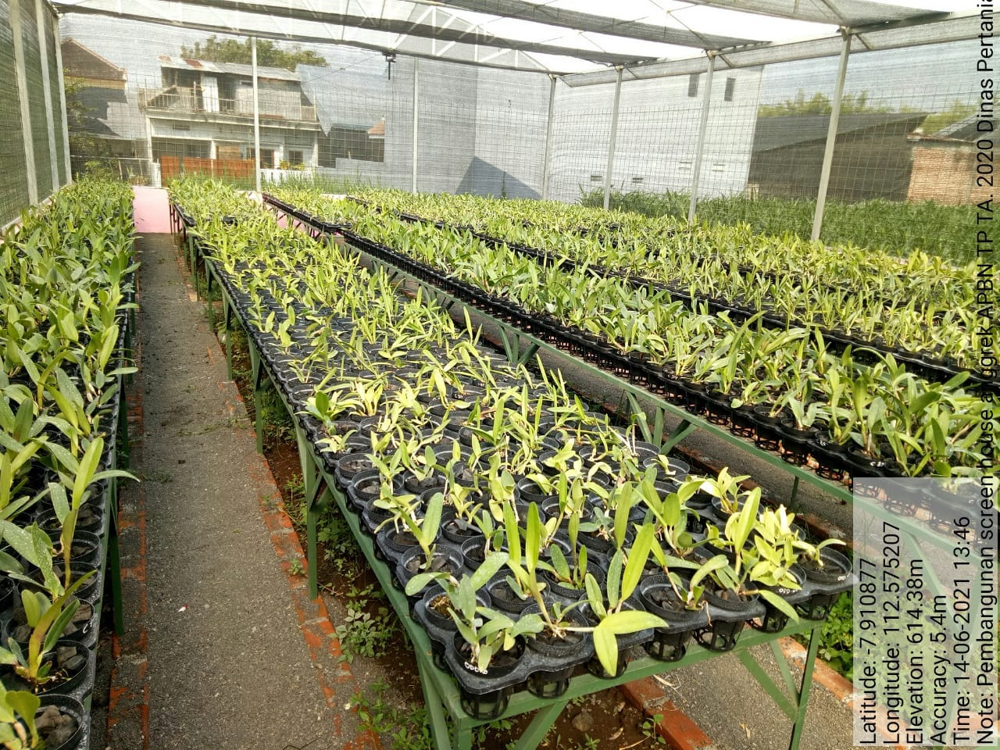 Latitude: -7.910877
Longitude: 112.575207
Elevation: 614.38m
Accuracy: 5.4m
Time: 14-06-2021 13:46
Note: Pembangunan screen house anggrek APBN TP TA. 2020 Dinas Pertania